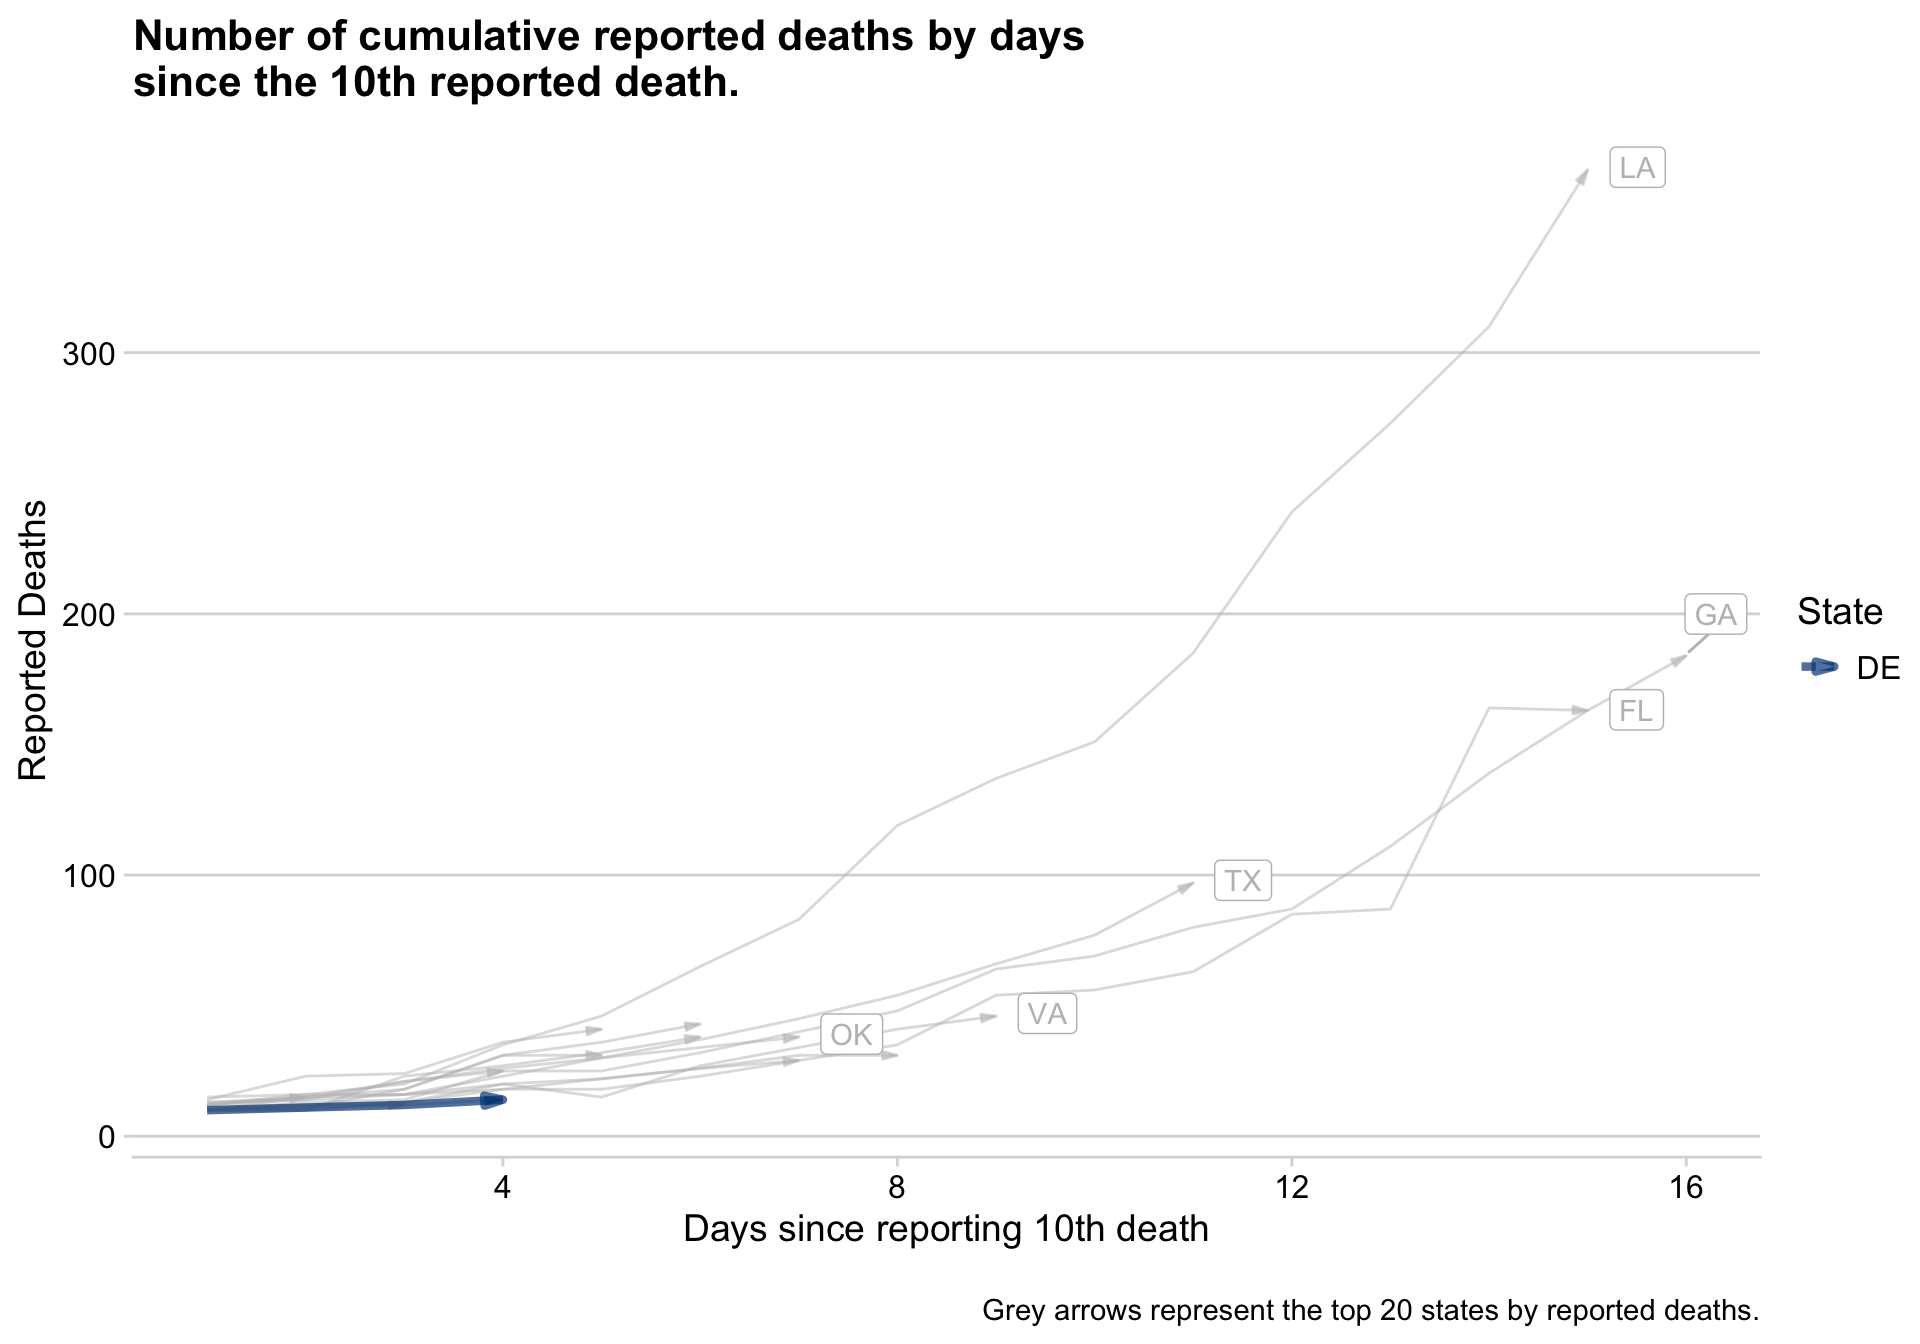 Number of cumulative reported deaths by days
since the 10th reported death.
LA
300
GA
200
State
DE
FL
Reported Deaths
100
TX
VA
OK
0
4
8
12
16
Days since reporting 10th death
Grey arrows represent the top 20 states by reported deaths.